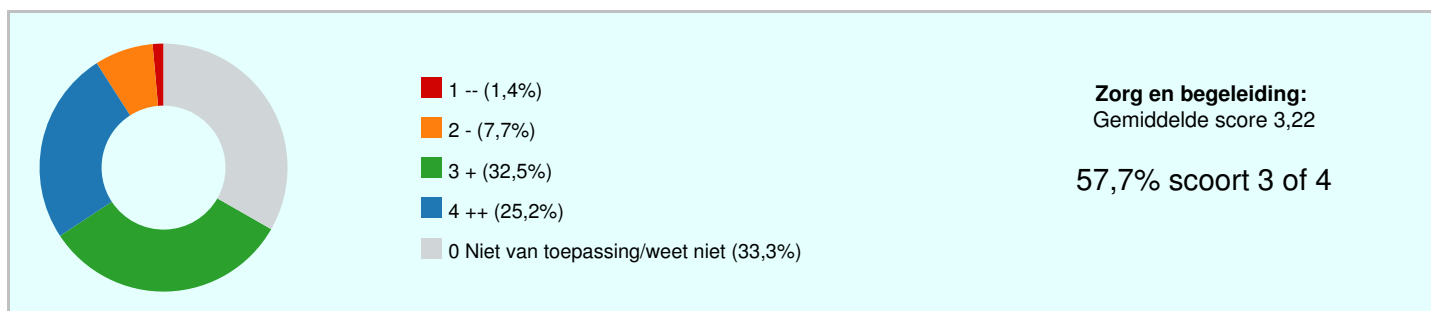 1 -- (1,4%)
2 - (7,7%)
3 + (32,5%)
4 ++ (25,2%)
0 Niet van toepassing/weet niet (33,3%)
Zorg en begeleiding:
Gemiddelde score 3,22
57,7% scoort 3 of 4